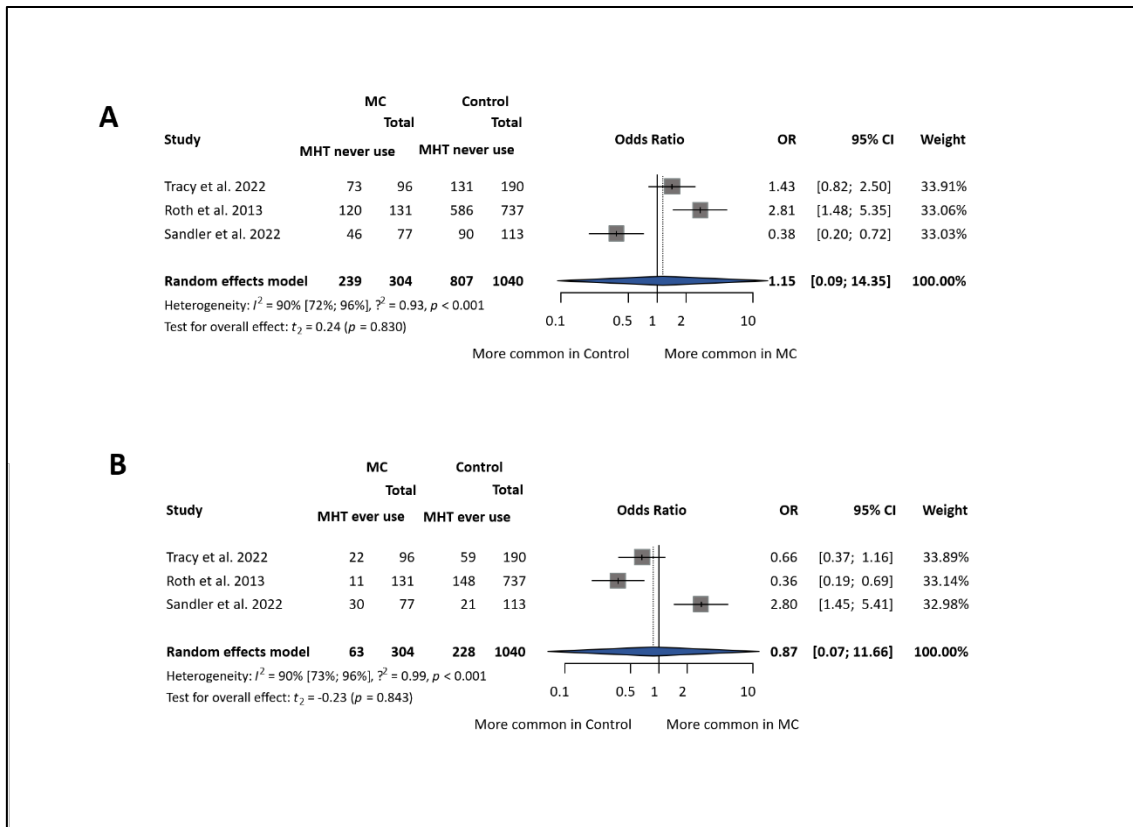 A
MC Control
Total Total
Study MHT never use MHT never use Odds Ratio OR 95% CI Weight
Tracy et al. 2022 73 96 131 190 1.43 [0.82; 2.50] 33.91%
Roth et al. 2013 120 131 586 737 2.81 [1.48; 5.35] 33.06%
Sandler et al. 2022 46 77 90 113 0.38 [0.20; 0.72] 33.03%
Random effects model 239 304 807 1040 1.15 [0.09; 14.35] 100.00%
Heterogeneity: I² = 90% [72%; 96%], ?² = 0.93, p < 0.001
Test for overall effect: t₂ = 0.24 (p = 0.830)
0.1 0.5 1 2 10
More common in Control More common in MC
B
MC Control
Total Total
Study MHT ever use MHT ever use Odds Ratio OR 95% CI Weight
Tracy et al. 2022 22 96 59 190 0.66 [0.37; 1.16] 33.89%
Roth et al. 2013 11 131 148 737 0.36 [0.19; 0.69] 33.14%
Sandler et al. 2022 30 77 21 113 2.80 [1.45; 5.41] 32.98%
Random effects model 63 304 228 1040 0.87 [0.07; 11.66] 100.00%
Heterogeneity: I² = 90% [73%; 96%], ?² = 0.99, p < 0.001
Test for overall effect: t₂ = -0.23 (p = 0.843)
0.1 0.5 1 2 10
More common in Control More common in MC